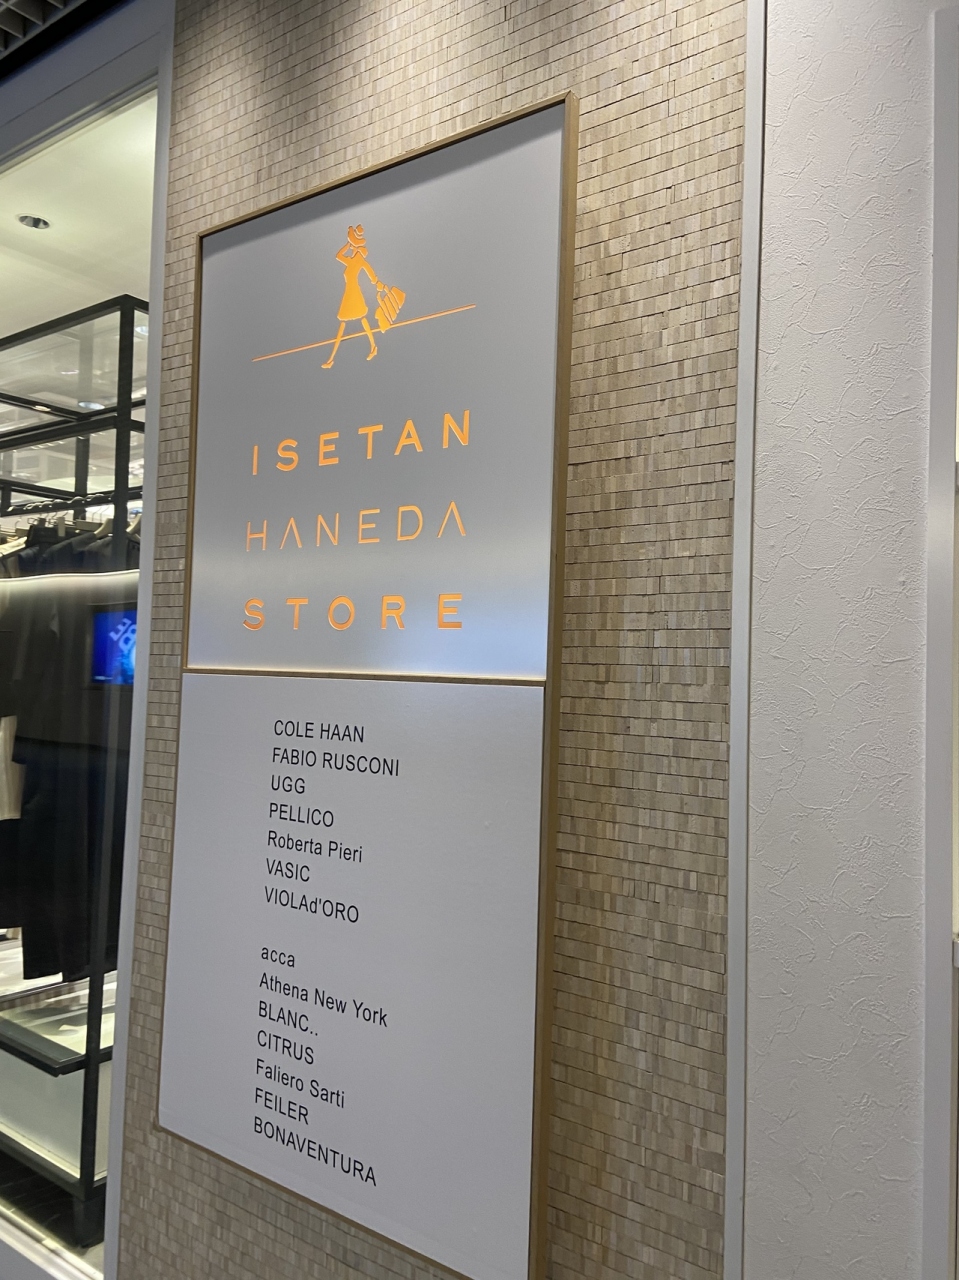 ISETAN
HANEDA
STORE
COLE HAAN
FABIO RUSCONI
UGG
PELLICO
Roberta Pieri
VASIC
VIOLAd'ORO
acca
Athena New York
BLANC..
CITRUS
Faliero Sarti
FEILER
BONAVENTURA